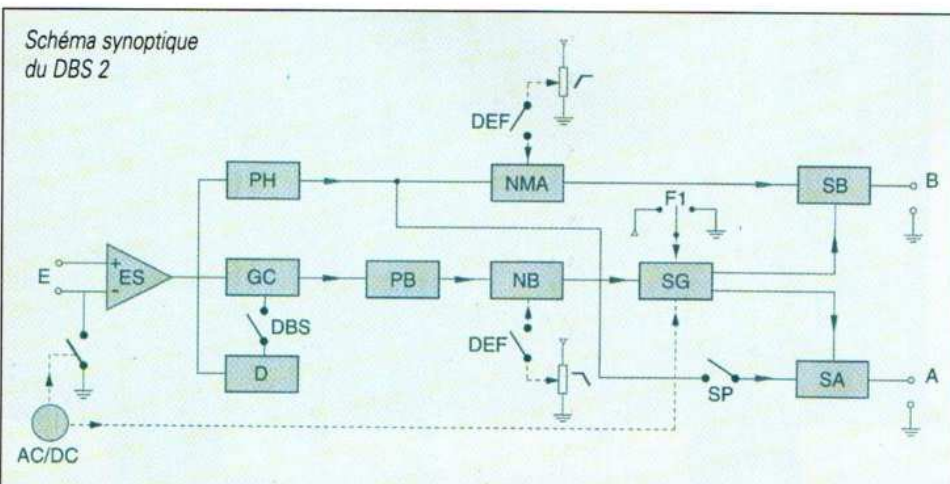 Schéma synoptique
du DBS 2
DEF
PH
NMA
SB
B
F1
E
+
ES
-
GC
PB
NB
SG
DBS
DEF
D
SP
SA
A
AC/DC